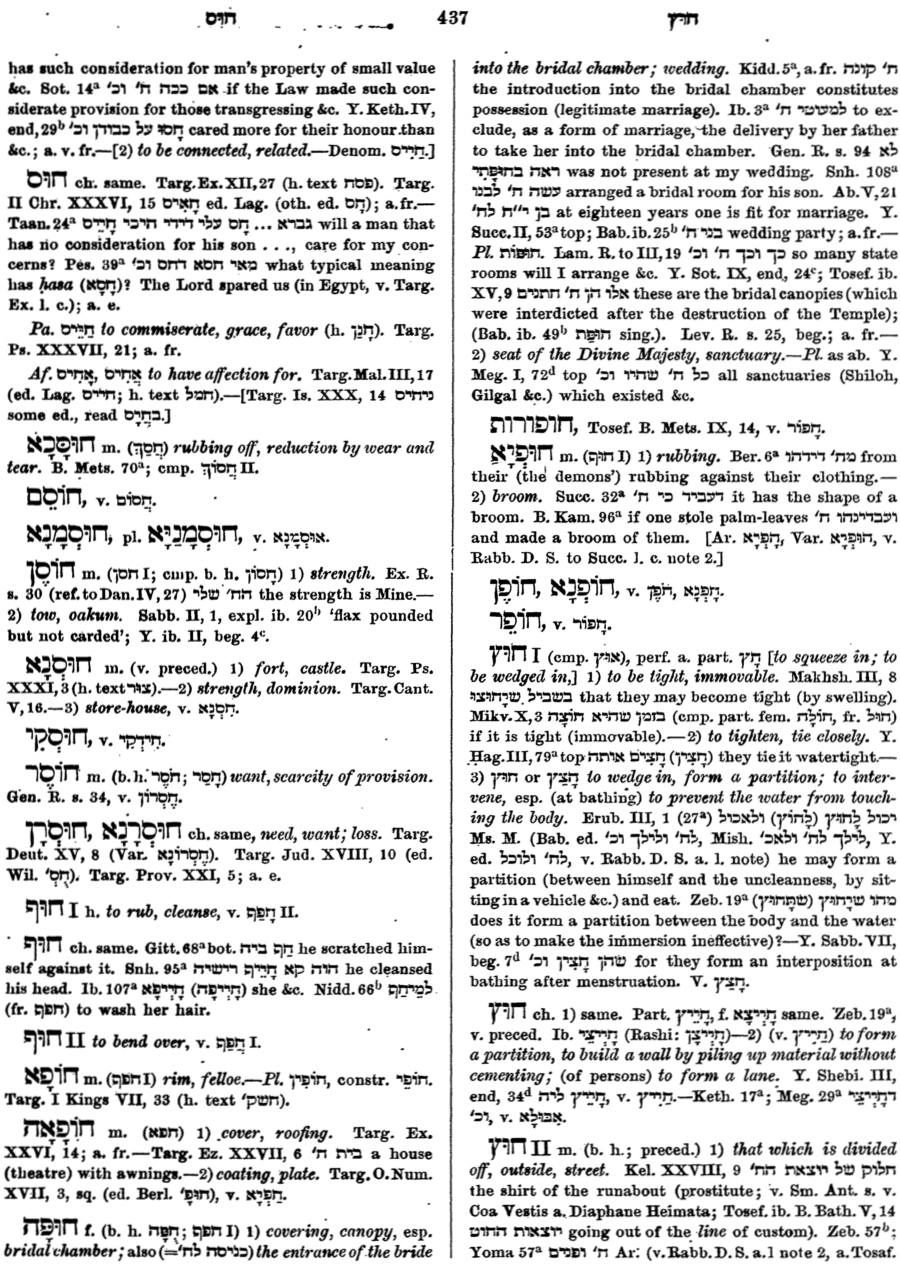 חוס 437 חוץ
has such consideration for man's property of small value
&c. Sot. 14ᵃ אם ככה ח' וכ' if the Law made such con-
siderate provision for those transgressing &c. Y. Keth. IV,
end, 29ᵇ חָסוּ על כבודן וכ' cared more for their honour than
&c.; a. v. fr.—[2) to be connected, related.—Denom. חַיִיס.]
חוּס ch. same. Targ. Ex. XII, 27 (h. text פסח). Targ.
II Chr. XXXVI, 15 חָאִיס ed. Lag. (oth. ed. חָס); a. fr.—
Taan. 24ᵃ גברא ... חָס עלי דידי היכי חָיֵיס will a man that
has no consideration for his son . . ., care for my con-
cerns? Pes. 39ᵃ מאי חסא דחס וכ' what typical meaning
has ḥasa (חַסָּא)? The Lord spared us (in Egypt, v. Targ.
Ex. l. c.); a. e.
Pa. חַיֵּיס to commiserate, grace, favor (h. חָנַן). Targ.
Ps. XXXVII, 21; a. fr.
Af. אֲחֵיס, אֲחִיס to have affection for. Targ. Mal. III, 17
(ed. Lag. חיֵּיס; h. text חמל).—[Targ. Is. XXX, 14 ניחיס
some ed., read בחַיָּס.]
חוּסְכָא m. (חֲסַךְ) rubbing off, reduction by wear and
tear. B. Mets. 70ᵃ; cmp. חֲסוֹךְ II.
חוֹסֵם, v. חָסוֹם.
חוּסְמָנָא, pl. חוּסְמָנַיָּא, v. אוּסְמָנָא.
חוֹסֶן m. (חסן I; cmp. b. h. חָסוֹן) 1) strength. Ex. R.
s. 30 (ref. to Dan. IV, 27) הח' שלי the strength is Mine.—
2) tow, oakum. Sabb. II, 1, expl. ib. 20ᵇ 'flax pounded
but not carded'; Y. ib. II, beg. 4ᶜ.
חוּסְנָא m. (v. preced.) 1) fort, castle. Targ. Ps.
XXXI, 3 (h. text צוּר).—2) strength, dominion. Targ. Cant.
V, 16.—3) store-house, v. חִסְנָא.
חוּסְקֵי, v. חִידְקֵי.
חוֹסֶר m. (b. h. חֹסֶר; חָסֵר) want, scarcity of provision.
Gen. R. s. 34, v. חֶסְרוֹן.
חוּסְרָן, חוּסְרָנָא ch. same, need, want; loss. Targ.
Deut. XV, 8 (Var. חֶסְרוֹנָא). Targ. Jud. XVIII, 10 (ed.
Wil. חֶס'). Targ. Prov. XXI, 5; a. e.
חוּף I h. to rub, cleanse, v. חָפַף II.
חוּף ch. same. Gitt. 68ᵃ bot. חָף ביה he scratched him-
self against it. Snh. 95ᵃ הוה קא חָיֵיף רישיה he cleansed
his head. Ib. 107ᵃ חָיְיפָא (חָיְיפָה) she &c. Nidd. 66ᵇ למֵיחַף
(fr. חפף) to wash her hair.
חוּף II to bend over, v. חָפַף I.
חוֹפָא m. (חפף I) rim, felloe.—Pl. חוֹפִין, constr. חוֹפֵי.
Targ. I Kings VII, 33 (h. text חשק').
חוֹפָאָה m. (חפא) 1) cover, roofing. Targ. Ex.
XXVI, 14; a. fr.—Targ. Ez. XXVII, 6 בית ח' a house
(theatre) with awnings.—2) coating, plate. Targ. O. Num.
XVII, 3, sq. (ed. Berl. חוּפָ'), v. חַפְיָא.
חוּפָּה f. (b. h. חֻפָּה; חפף I) 1) covering, canopy, esp.
bridal chamber; also (=כניסה לח') the entrance of the bride
into the bridal chamber; wedding. Kidd. 5ᵃ, a. fr. ח' קונה
the introduction into the bridal chamber constitutes
possession (legitimate marriage). Ib. 3ᵃ למעוטי ח' to ex-
clude, as a form of marriage, the delivery by her father
to take her into the bridal chamber. Gen. R. s. 94 לא
ראה בחוּפָּתִי was not present at my wedding. Snh. 108ᵃ
עשה ח' לבנו arranged a bridal room for his son. Ab. V, 21
בן י״ח לח' at eighteen years one is fit for marriage. Y.
Succ. II, 53ᵃ top; Bab. ib. 25ᵇ בני ח' wedding party; a. fr.—
Pl. חוּפּוֹת. Lam. R. to III, 19 כך וכך ח' וכ' so many state
rooms will I arrange &c. Y. Sot. IX, end, 24ᶜ; Tosef. ib.
XV, 9 אלו הן ח' חתנים these are the bridal canopies (which
were interdicted after the destruction of the Temple);
(Bab. ib. 49ᵇ חוּפַּת sing.). Lev. R. s. 25, beg.; a. fr.—
2) seat of the Divine Majesty, sanctuary.—Pl. as ab. Y.
Meg. I, 72ᵈ top כל ח' שהיו וכ' all sanctuaries (Shiloh,
Gilgal &c.) which existed &c.
חופורות, Tosef. B. Mets. IX, 14, v. חָפוֹר.
חוּפְיָא m. (חוּף I) 1) rubbing. Ber. 6ᵃ מח' דידהו from
their (the demons') rubbing against their clothing.—
2) broom. Succ. 32ᵃ דעביד כי ח' it has the shape of a
broom. B. Kam. 96ᵃ if one stole palm-leaves ועבדינהו ח'
and made a broom of them. [Ar. חָפְיָא, Var. חוּפְיָא, v.
Rabb. D. S. to Succ. l. c. note 2.]
חוֹפֶן, חוֹפְנָא, v. חֹפֶן, חָפְנָא.
חוֹפֵר, v. חָפוֹר.
חוּץ I (cmp. אוּץ), perf. a. part. חָץ [to squeeze in; to
be wedged in,] 1) to be tight, immovable. Makhsh. III, 8
בשביל שיָּחוּצוּ that they may become tight (by swelling).
Mikv. X, 3 בזמן שהיא חוֹצָה (cmp. part. fem. חוֹלָה, fr. חוּל)
if it is tight (immovable).—2) to tighten, tie closely. Y.
Hag. III, 79ᵃ top חָצִים אותה (חָצִין) they tie it watertight.—
3) חוּץ or חָצַץ to wedge in, form a partition; to inter-
vene, esp. (at bathing) to prevent the water from touch-
ing the body. Erub. III, 1 (27ᵃ) יכול לָחוּץ (לַחוֹץ) ולאכול
Ms. M. (Bab. ed. לח' ולילך וכ', Mish. לילך לח' ולאכ', Y.
ed. לח' ולוכל, v. Rabb. D. S. a. l. note) he may form a
partition (between himself and the uncleanness, by sit-
ting in a vehicle &c.) and eat. Zeb. 19ᵃ מהו שיָּחוּץ (שתָּחוּץ)
does it form a partition between the body and the water
(so as to make the immersion ineffective)?—Y. Sabb. VII,
beg. 7ᵈ שהן חָצִין וכ' for they form an interposition at
bathing after menstruation. V. חָצַץ.
חוּץ ch. 1) same. Part. חָיֵיץ, f. חָיְיצָא same. Zeb. 19ᵃ,
v. preced. Ib. חָיְיצֵי (Rashi: חָיְיצָן)—2) (v. חַיִץ) to form
a partition, to build a wall by piling up material without
cementing; (of persons) to form a lane. Y. Shebi. III,
end, 34ᵈ חָיֵיץ ליה, v. חַיִץ.—Keth. 17ᵃ; Meg. 29ᵃ דחָיְיצֵי
וכ', v. אַבּוּלָא.
חוּץ II m. (b. h.; preced.) 1) that which is divided
off, outside, street. Kel. XXVIII, 9 חלוק של יוצאת הח'
the shirt of the runabout (prostitute; v. Sm. Ant. s. v.
Coa Vestis a. Diaphane Heimata; Tosef. ib. B. Bath. V, 14
יוצאות החוט going out of the line of custom). Zeb. 57ᵇ;
Yoma 57ᵃ ח' ופנים Ar. (v. Rabb. D. S. a. l note 2, a. Tosaf.